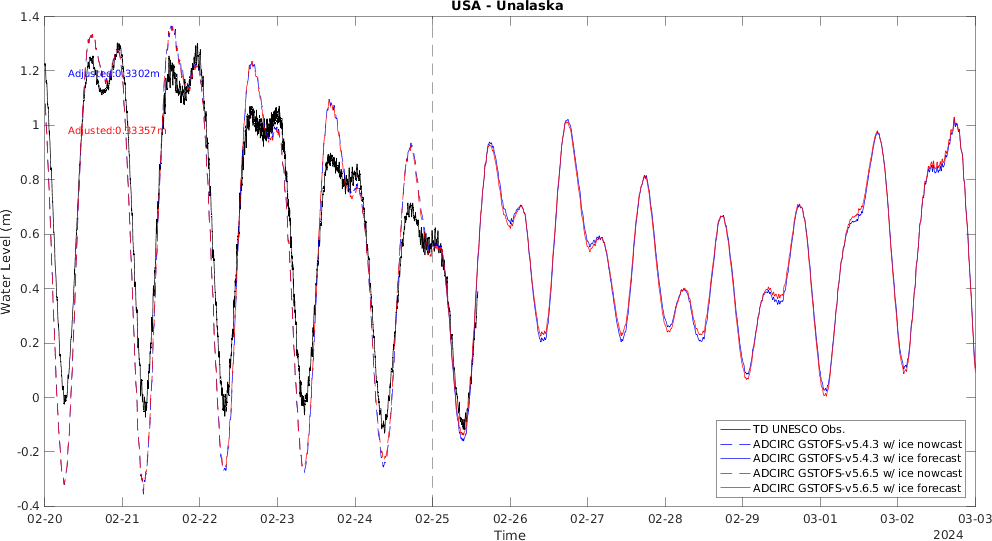 USA - Unalaska
1.4
1.2
1
0.8
0.6
0.4
0.2
0
-0.2
-0.4
Water Level (m)
Adjusted:0.3302m
Adjusted:0.33357m
TD UNESCO Obs.
ADCIRC GSTOFS-v5.4.3 w/ ice nowcast
ADCIRC GSTOFS-v5.4.3 w/ ice forecast
ADCIRC GSTOFS-v5.6.5 w/ ice nowcast
ADCIRC GSTOFS-v5.6.5 w/ ice forecast
02-20 02-21 02-22 02-23 02-24 02-25 02-26 02-27 02-28 02-29 03-01 03-02 03-03
Time
2024